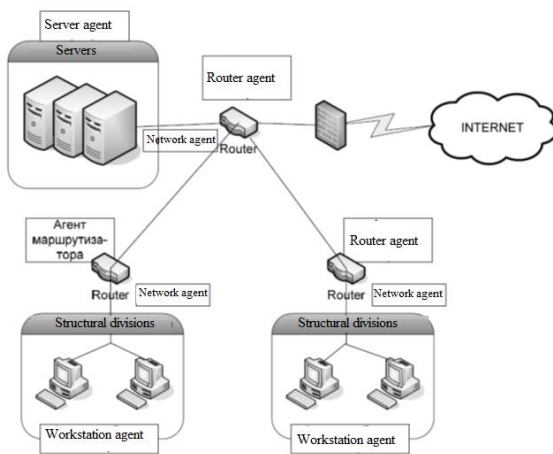 Server agent
Servers
Router agent
Network agent
Router
INTERNET
Агент
маршрутиза-
тора
Router agent
Router
Network agent
Router
Network agent
Structural divisions
Structural divisions
Workstation agent
Workstation agent